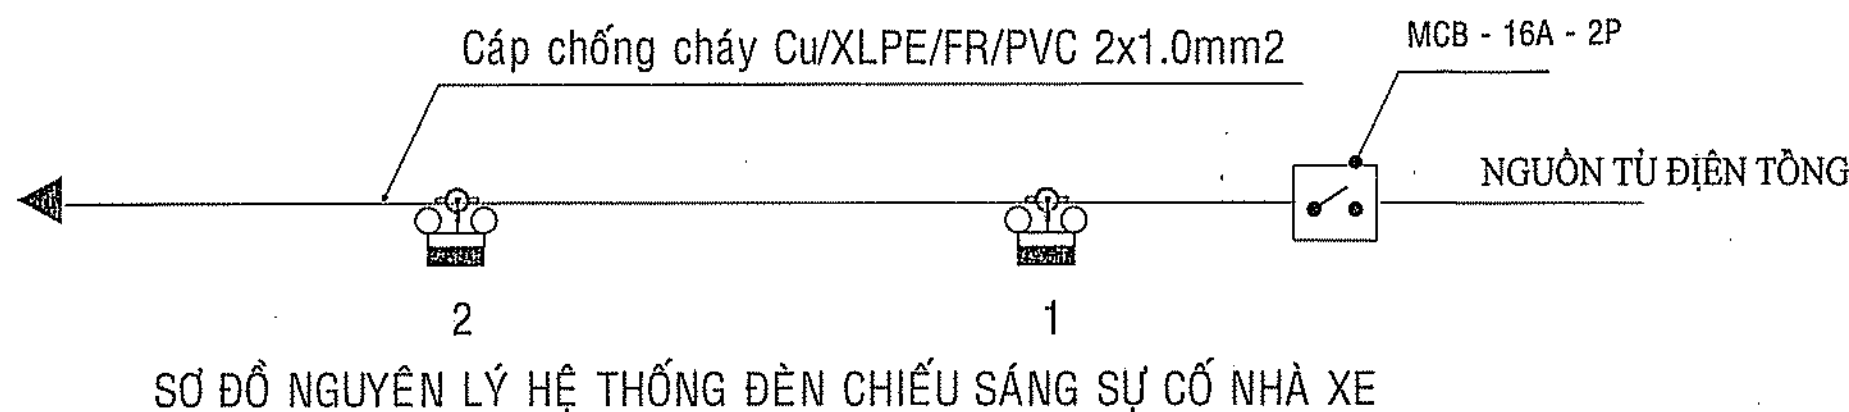 Cáp chống cháy Cu/XLPE/FR/PVC 2x1.0mm2
MCB - 16A - 2P
NGUỒN TỦ ĐIỆN TỔNG
2
1
SƠ ĐỒ NGUYÊN LÝ HỆ THỐNG ĐÈN CHIẾU SÁNG SỰ CỐ NHÀ XE